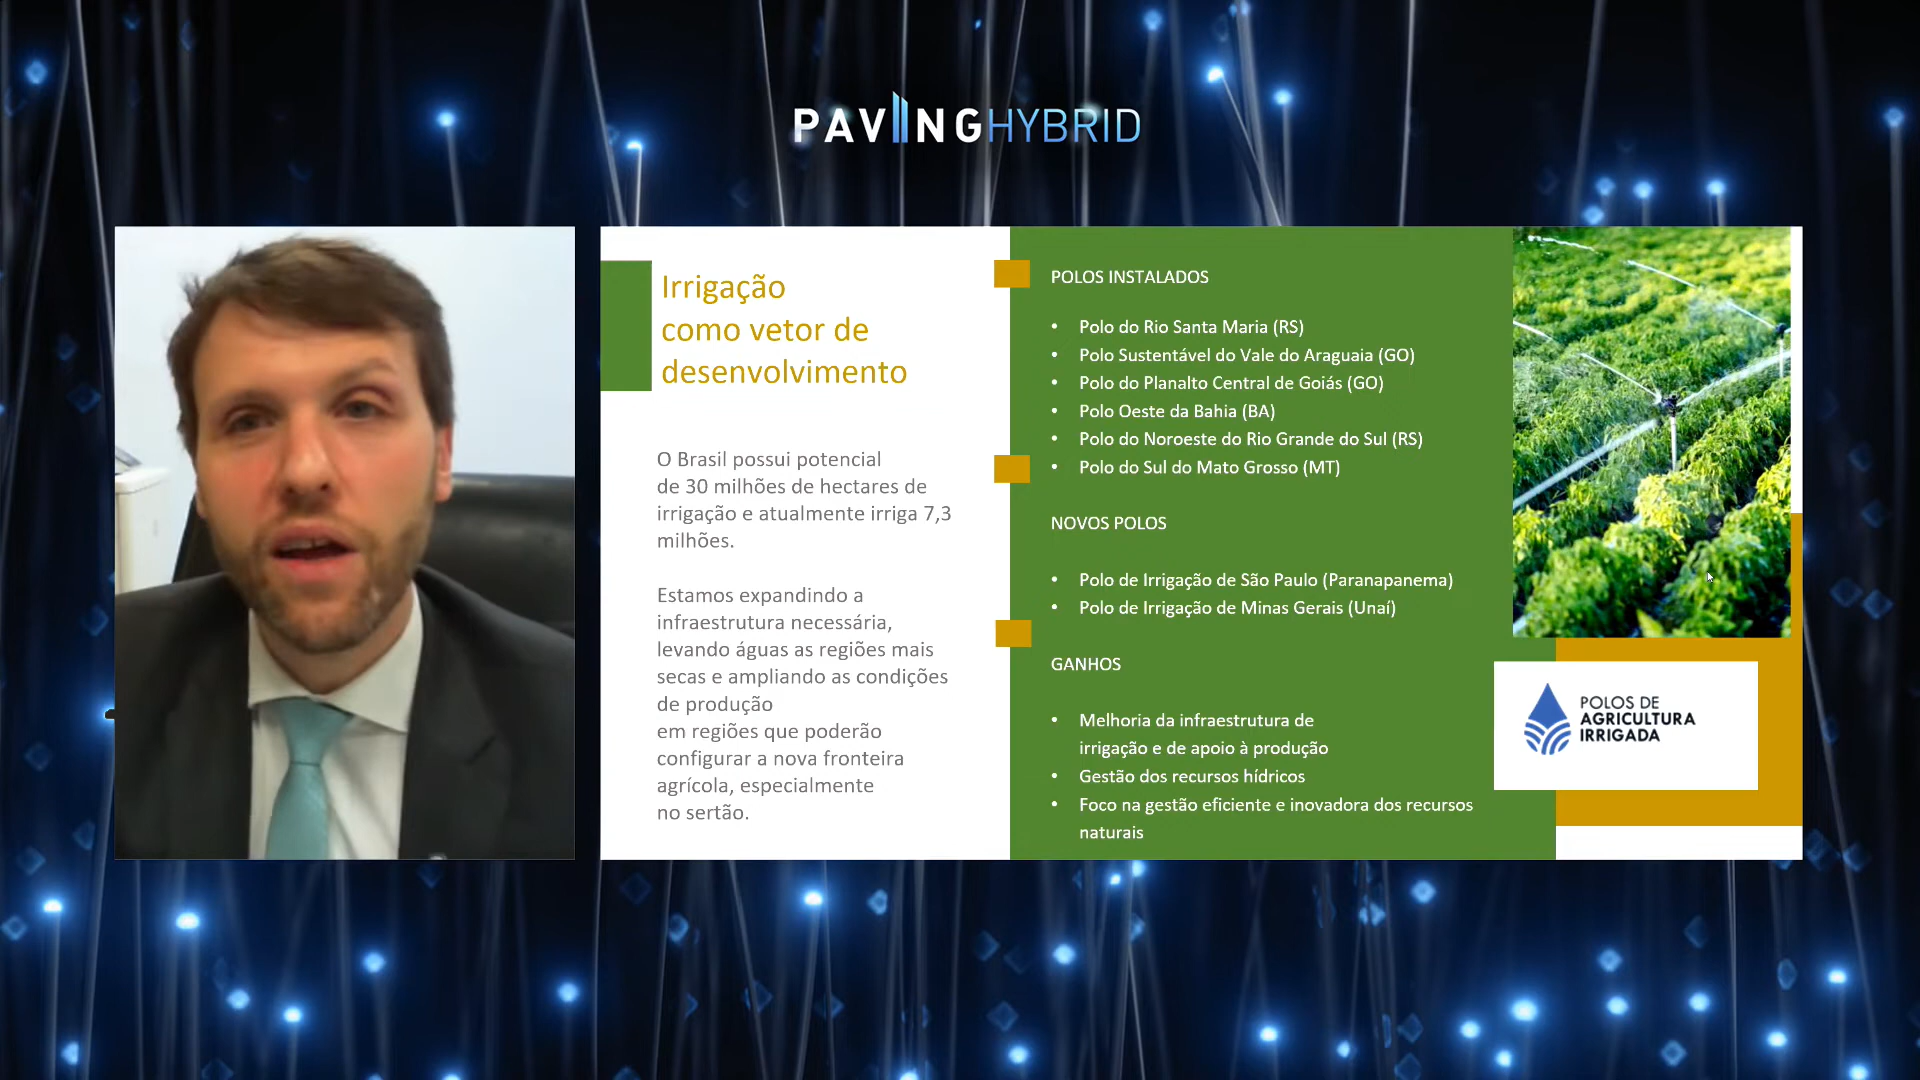 PAVING HYBRID
Irrigação
como vetor de
desenvolvimento
O Brasil possui potencial
de 30 milhões de hectares de
irrigação e atualmente irriga 7,3
milhões.
Estamos expandindo a
infraestrutura necessária,
levando águas as regiões mais
secas e ampliando as condições
de produção
em regiões que poderão
configurar a nova fronteira
agrícola, especialmente
no sertão.
POLOS INSTALADOS
• Polo do Rio Santa Maria (RS)
• Polo Sustentável do Vale do Araguaia (GO)
• Polo do Planalto Central de Goiás (GO)
• Polo Oeste da Bahia (BA)
• Polo do Noroeste do Rio Grande do Sul (RS)
• Polo do Sul do Mato Grosso (MT)
NOVOS POLOS
• Polo de Irrigação de São Paulo (Paranapanema)
• Polo de Irrigação de Minas Gerais (Unaí)
GANHOS
• Melhoria da infraestrutura de
irrigação e de apoio à produção
• Gestão dos recursos hídricos
• Foco na gestão eficiente e inovadora dos recursos
naturais
POLOS DE
AGRICULTURA
IRRIGADA